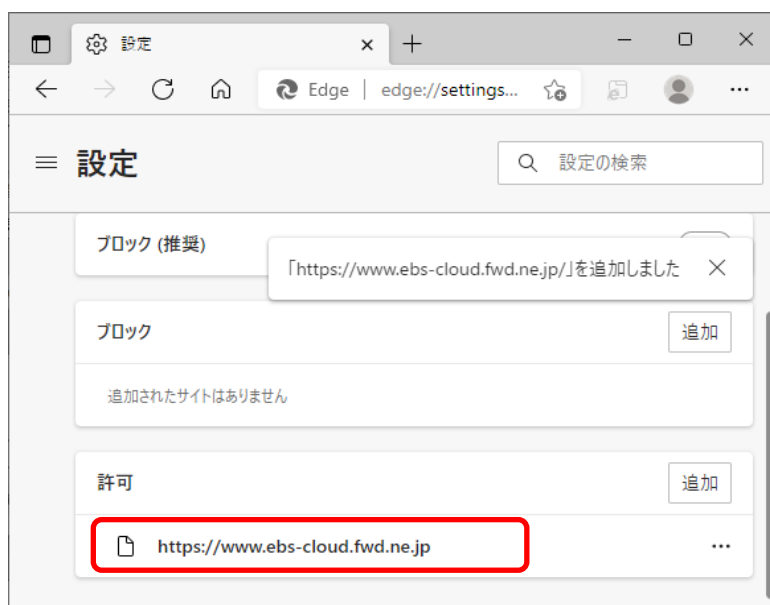 設定
Edge | edge://settings...
設定
設定の検索
ブロック (推奨)
「https://www.ebs-cloud.fwd.ne.jp/」を追加しました
ブロック
追加
追加されたサイトはありません
許可
追加
https://www.ebs-cloud.fwd.ne.jp